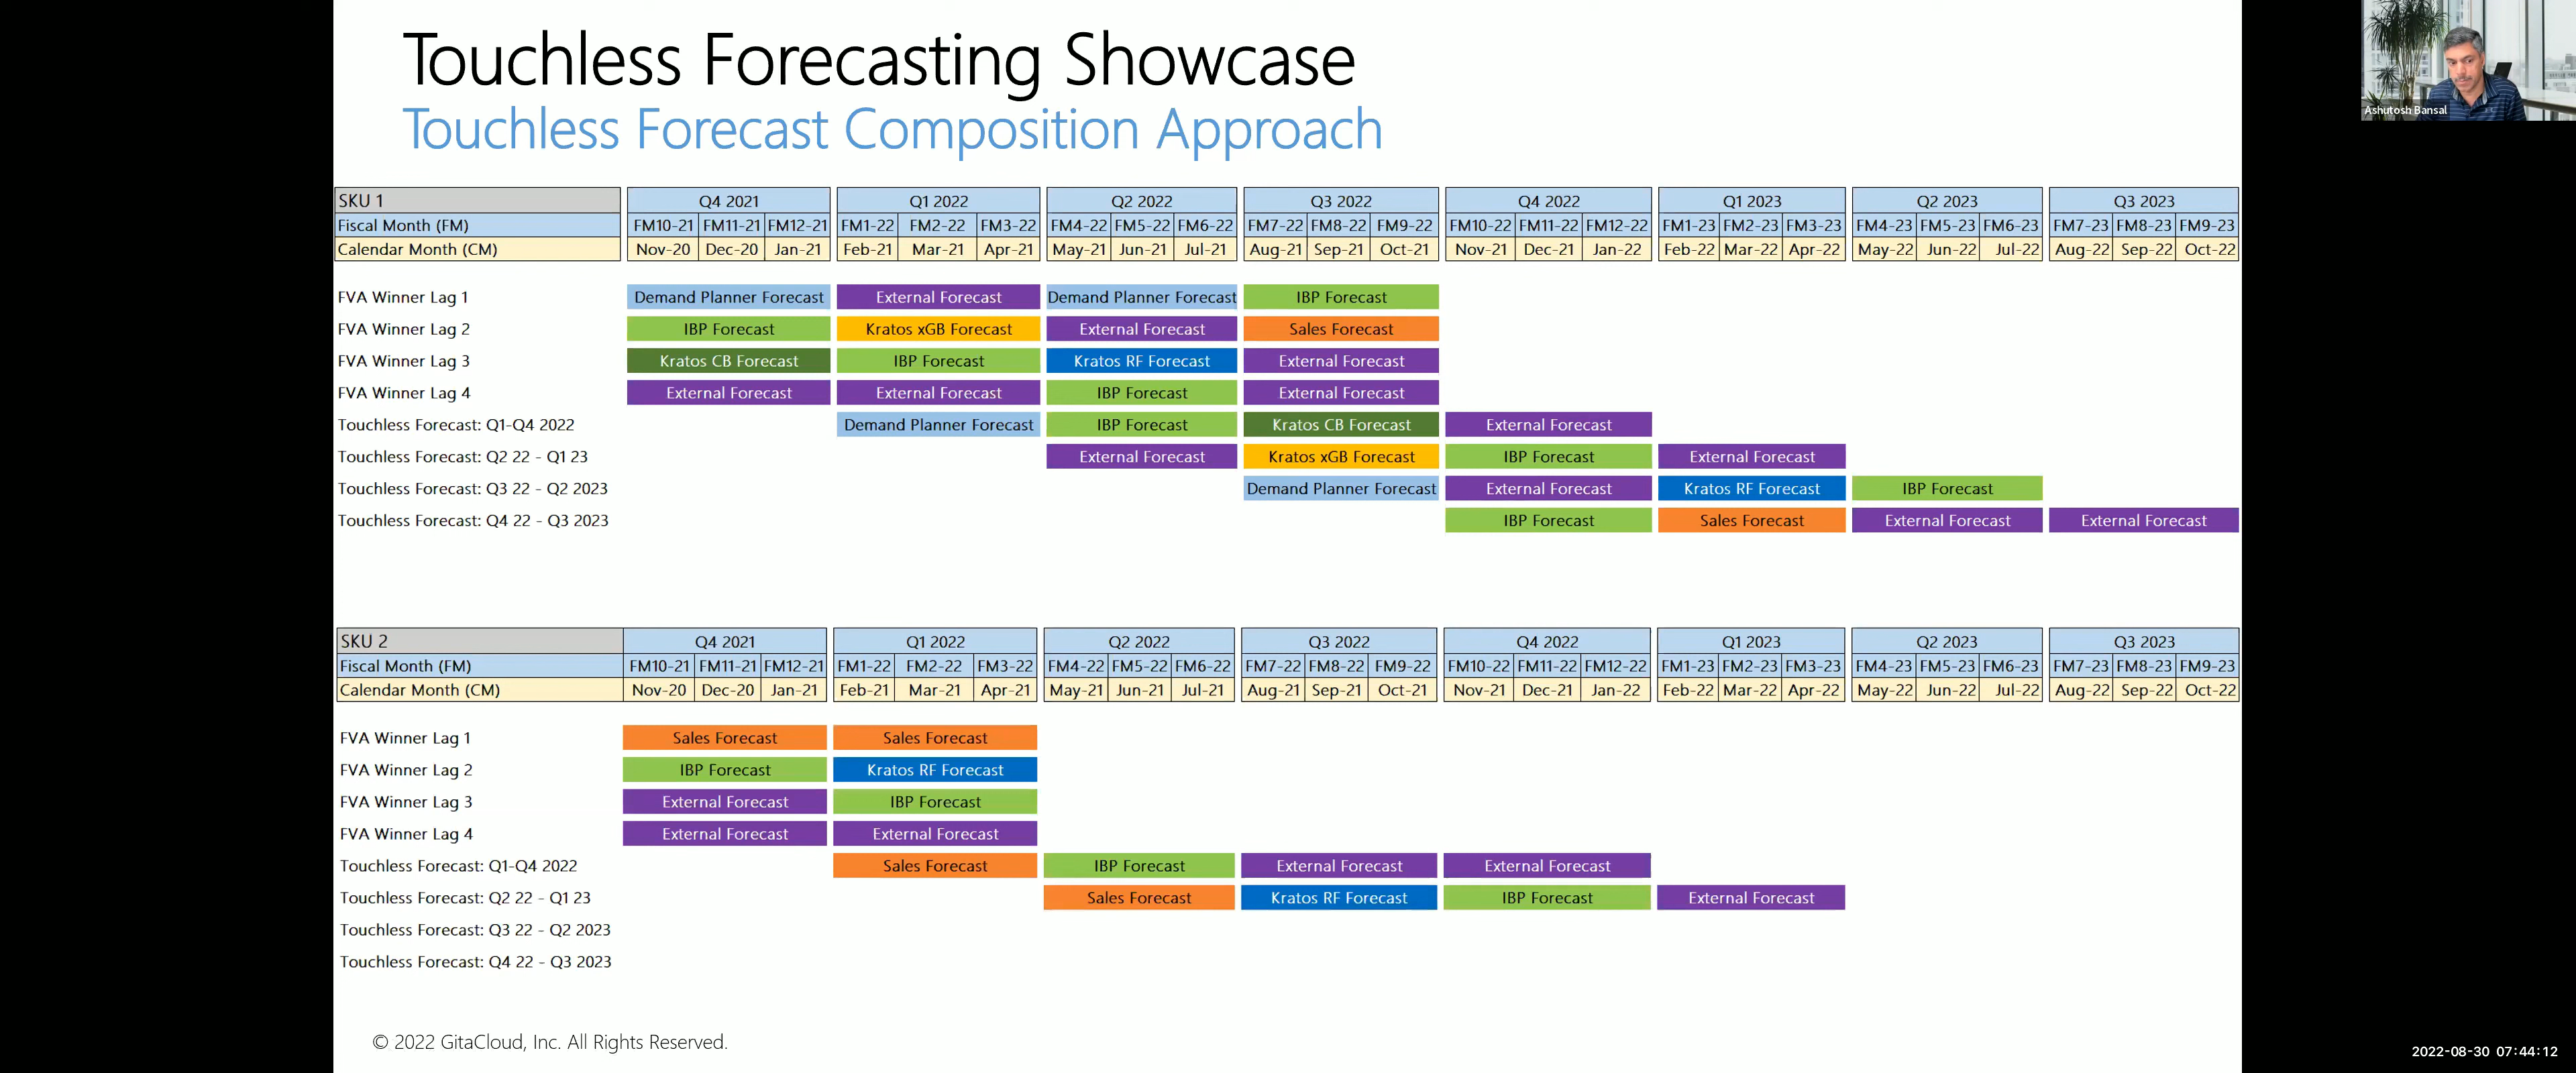 Touchless Forecasting Showcase
Touchless Forecast Composition Approach
Ashutosh Bansal
SKU 1 Q4 2021 Q1 2022 Q2 2022 Q3 2022 Q4 2022 Q1 2023 Q2 2023 Q3 2023
Fiscal Month (FM) FM10-21 FM11-21 FM12-21 FM1-22 FM2-22 FM3-22 FM4-22 FM5-22 FM6-22 FM7-22 FM8-22 FM9-22 FM10-22 FM11-22 FM12-22 FM1-23 FM2-23 FM3-23 FM4-23 FM5-23 FM6-23 FM7-23 FM8-23 FM9-23
Calendar Month (CM) Nov-20 Dec-20 Jan-21 Feb-21 Mar-21 Apr-21 May-21 Jun-21 Jul-21 Aug-21 Sep-21 Oct-21 Nov-21 Dec-21 Jan-22 Feb-22 Mar-22 Apr-22 May-22 Jun-22 Jul-22 Aug-22 Sep-22 Oct-22
FVA Winner Lag 1 Demand Planner Forecast External Forecast Demand Planner Forecast IBP Forecast
FVA Winner Lag 2 IBP Forecast Kratos xGB Forecast External Forecast Sales Forecast
FVA Winner Lag 3 Kratos CB Forecast IBP Forecast Kratos RF Forecast External Forecast
FVA Winner Lag 4 External Forecast External Forecast IBP Forecast External Forecast
Touchless Forecast: Q1-Q4 2022 Demand Planner Forecast IBP Forecast Kratos CB Forecast External Forecast
Touchless Forecast: Q2 22 - Q1 23 External Forecast Kratos xGB Forecast IBP Forecast External Forecast
Touchless Forecast: Q3 22 - Q2 2023 Demand Planner Forecast External Forecast Kratos RF Forecast IBP Forecast
Touchless Forecast: Q4 22 - Q3 2023 IBP Forecast Sales Forecast External Forecast External Forecast
SKU 2 Q4 2021 Q1 2022 Q2 2022 Q3 2022 Q4 2022 Q1 2023 Q2 2023 Q3 2023
Fiscal Month (FM) FM10-21 FM11-21 FM12-21 FM1-22 FM2-22 FM3-22 FM4-22 FM5-22 FM6-22 FM7-22 FM8-22 FM9-22 FM10-22 FM11-22 FM12-22 FM1-23 FM2-23 FM3-23 FM4-23 FM5-23 FM6-23 FM7-23 FM8-23 FM9-23
Calendar Month (CM) Nov-20 Dec-20 Jan-21 Feb-21 Mar-21 Apr-21 May-21 Jun-21 Jul-21 Aug-21 Sep-21 Oct-21 Nov-21 Dec-21 Jan-22 Feb-22 Mar-22 Apr-22 May-22 Jun-22 Jul-22 Aug-22 Sep-22 Oct-22
FVA Winner Lag 1 Sales Forecast Sales Forecast
FVA Winner Lag 2 IBP Forecast Kratos RF Forecast
FVA Winner Lag 3 External Forecast IBP Forecast
FVA Winner Lag 4 External Forecast External Forecast
Touchless Forecast: Q1-Q4 2022 Sales Forecast IBP Forecast External Forecast External Forecast
Touchless Forecast: Q2 22 - Q1 23 Sales Forecast Kratos RF Forecast IBP Forecast External Forecast
Touchless Forecast: Q3 22 - Q2 2023
Touchless Forecast: Q4 22 - Q3 2023
© 2022 GitaCloud, Inc. All Rights Reserved.
2022-08-30 07:44:12